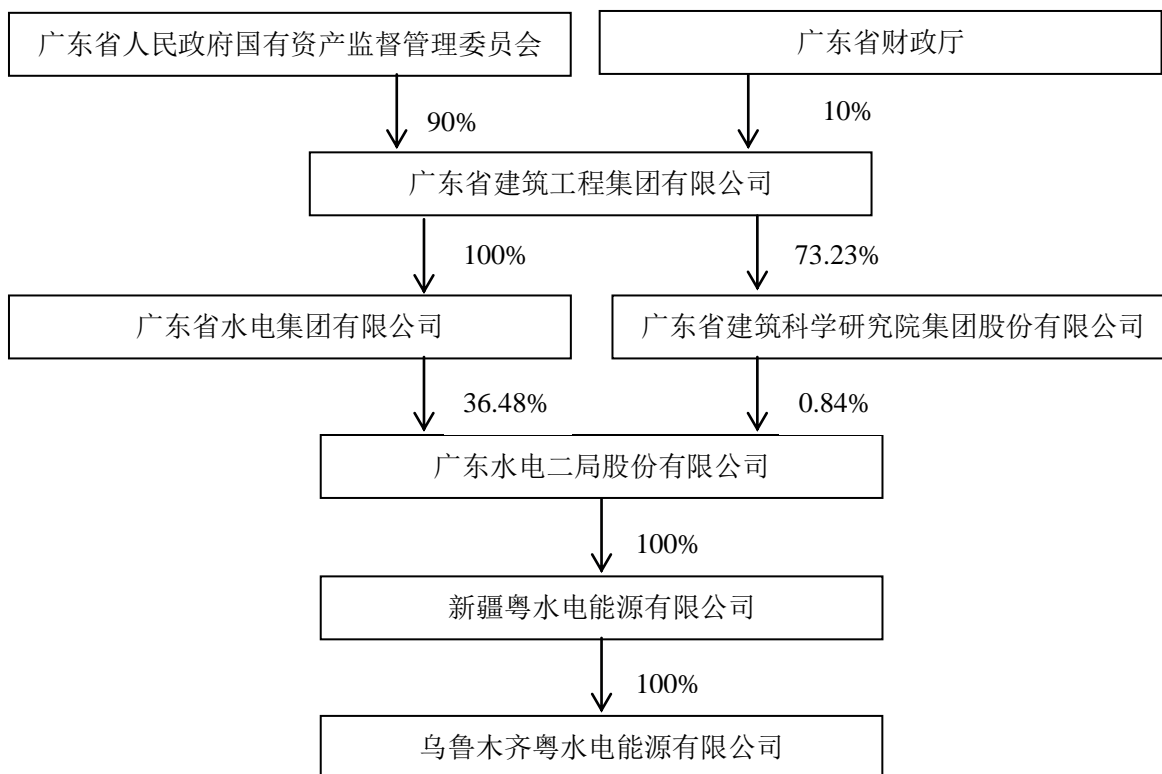 广东省人民政府国有资产监督管理委员会
广东省财政厅
90%
10%
广东省建筑工程集团有限公司
100%
73.23%
广东省水电集团有限公司
广东省建筑科学研究院集团股份有限公司
36.48%
0.84%
广东水电二局股份有限公司
100%
新疆粤水电能源有限公司
100%
乌鲁木齐粤水电能源有限公司